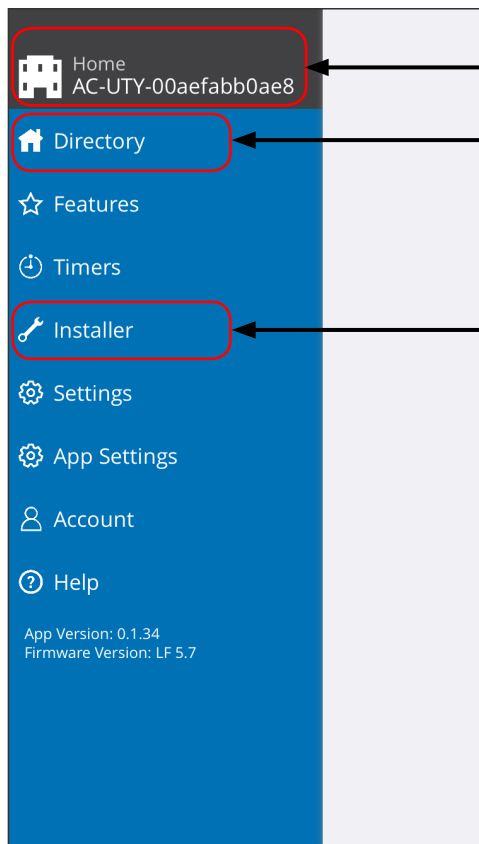 Home
AC-UTY-00aefabb0ae8
Directory
Features
Timers
Installer
Settings
App Settings
Account
Help
App Version: 0.1.34
Firmware Version: LF 5.7